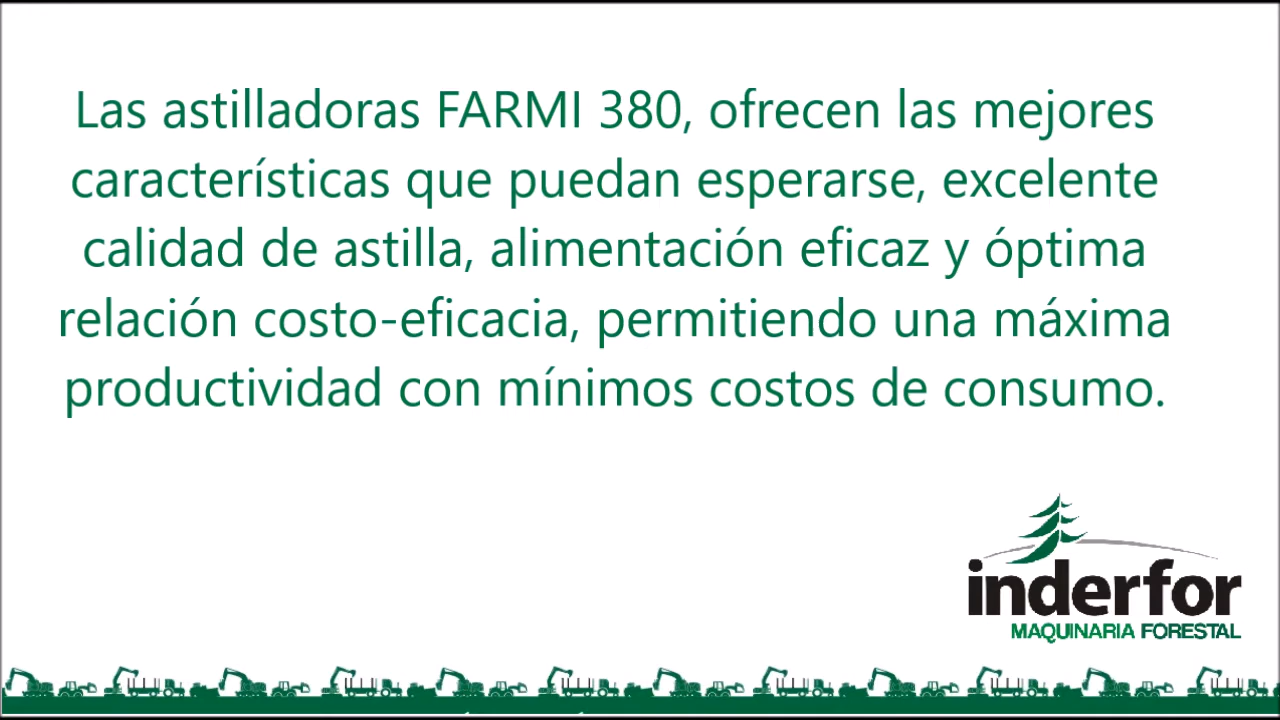 Las astilladoras FARMI 380, ofrecen las mejores
características que puedan esperarse, excelente
calidad de astilla, alimentación eficaz y óptima
relación costo-eficacia, permitiendo una máxima
productividad con mínimos costos de consumo.
inderfor
MAQUINARIA FORESTAL